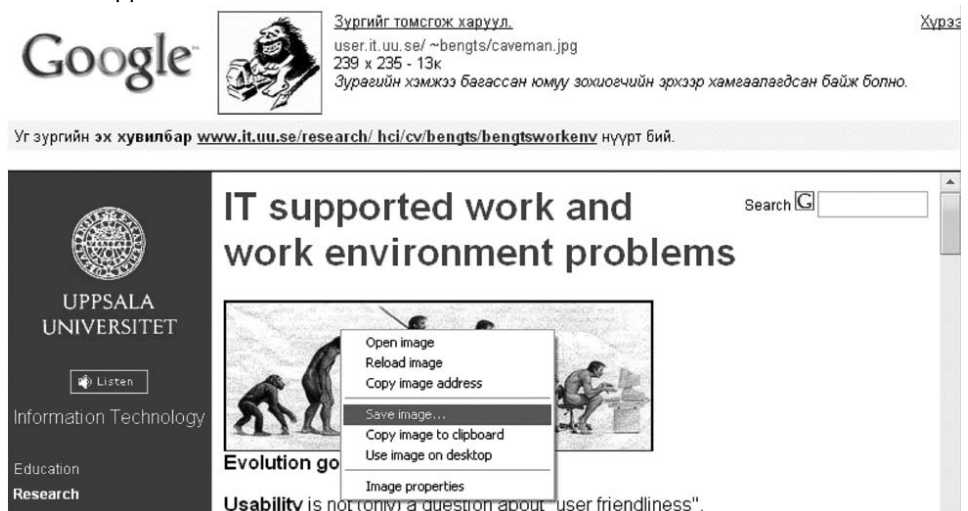 Google
Зургийг томсгож харуул.
user.it.uu.se/ ~bengts/caveman.jpg
239 x 235 - 13к
Зурагийн хэмжээ багассан юмуу зохиогчийн эрхээр хамгаалагдсан байж болно.
Уг зургийн эх хувилбар www.it.uu.se/research/ hci/cv/bengts/bengtsworkenv нүүрт бий.
IT supported work and
work environment problems
Search G
UPPSALA
UNIVERSITET
Listen
Information Technology
Education
Research
Open image
Reload image
Copy image address
Save image...
Copy image to clipboard
Use image on desktop
Image properties
Evolution go
Usability is not (only) a question about "user friendliness".